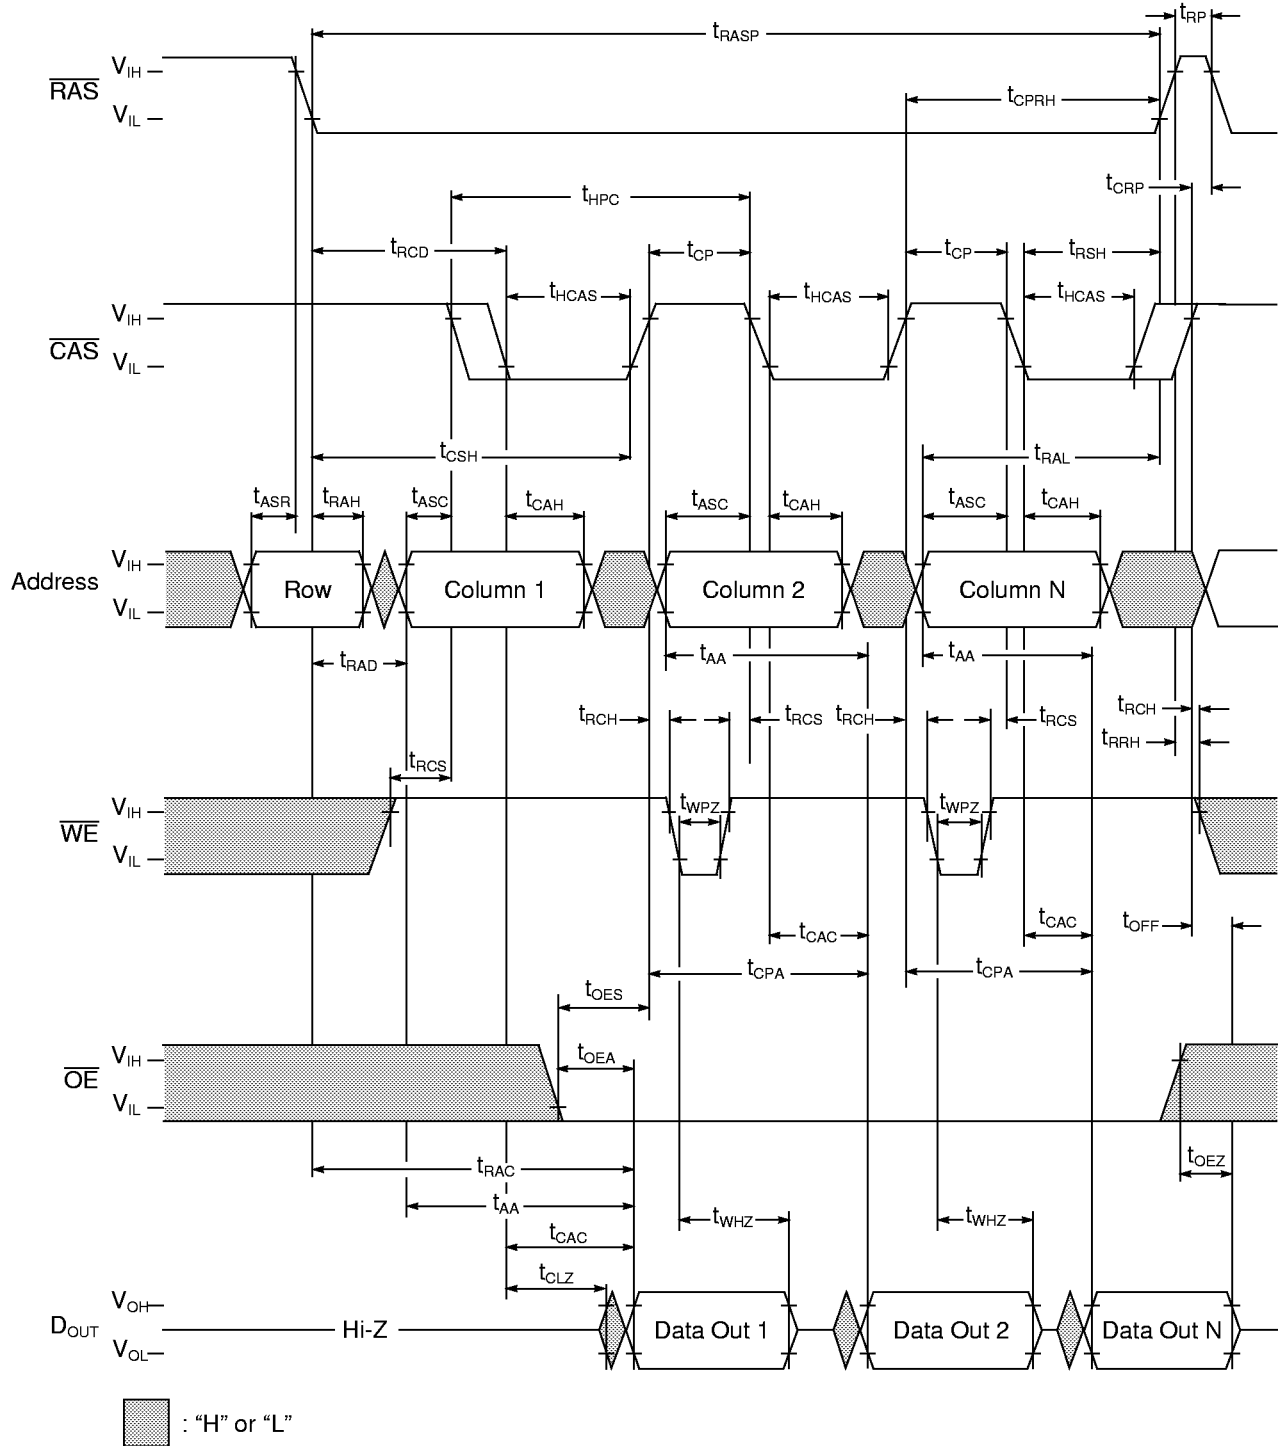 tRP
tRASP
VIH
RAS
tCPRH
VIL
tCRP
tHPC
tRCD
tCP
tCP
tRSH
tHCAS
tHCAS
tHCAS
VIH
CAS
VIL
tCSH
tRAL
tASR
tRAH
tASC
tCAH
tASC
tCAH
tASC
tCAH
VIH
Address
Row
Column 1
Column 2
Column N
VIL
tRAD
tAA
tAA
tRCH
tRCS
tRCH
tRCS
tRCH
tRRH
tRCS
VIH
WE
tWPZ
tWPZ
VIL
tCAC
tCAC
tOFF
tCPA
tCPA
tOES
VIH
tOEA
OE
VIL
tRAC
tOEZ
tAA
tWHZ
tWHZ
tCAC
tCLZ
VOH
DOUT
Hi-Z
Data Out 1
Data Out 2
Data Out N
VOL
: “H” or “L”